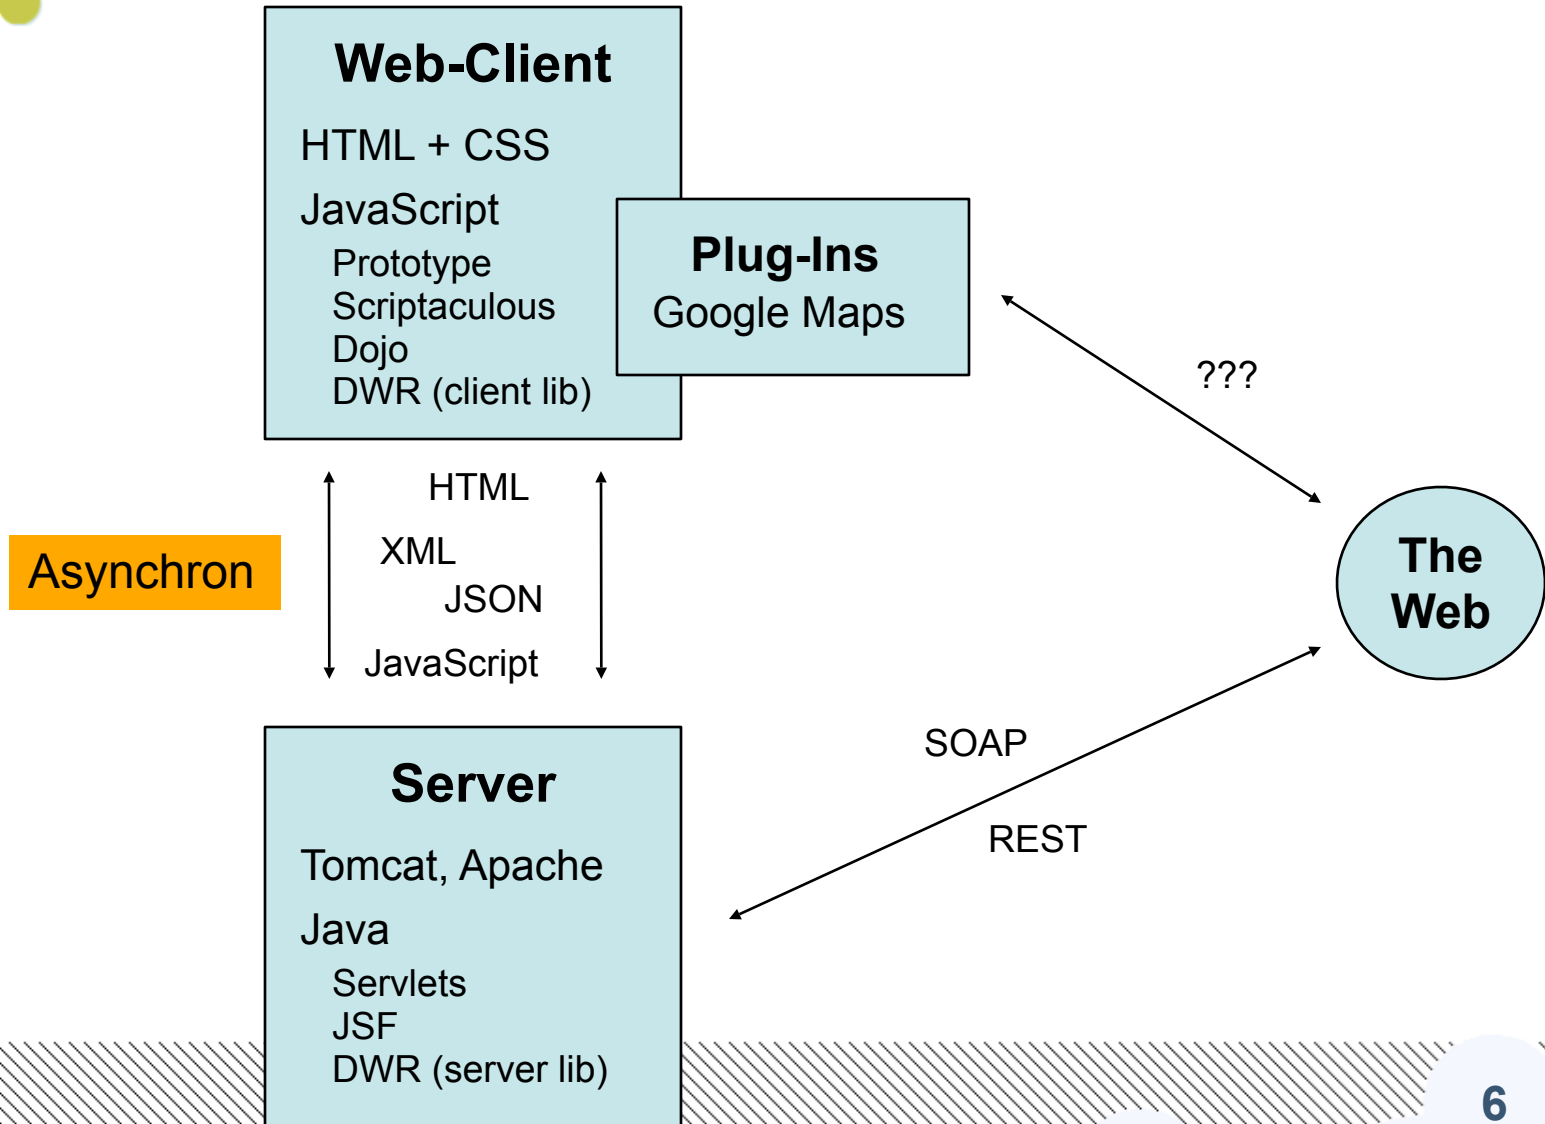 Web-Client
HTML + CSS
JavaScript
Prototype
Scriptaculous
Dojo
DWR (client lib)
Plug-Ins
Google Maps
???
HTML
XML
JSON
JavaScript
Asynchron
The
Web
SOAP
REST
Server
Tomcat, Apache
Java
Servlets
JSF
DWR (server lib)
6